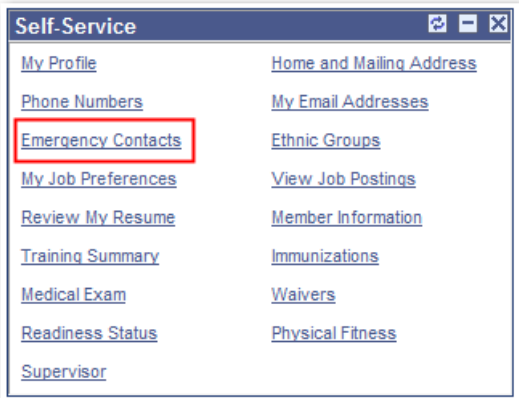 Self-Service
My Profile
Home and Mailing Address
Phone Numbers
My Email Addresses
Emergency Contacts
Ethnic Groups
My Job Preferences
View Job Postings
Review My Resume
Member Information
Training Summary
Immunizations
Medical Exam
Waivers
Readiness Status
Physical Fitness
Supervisor